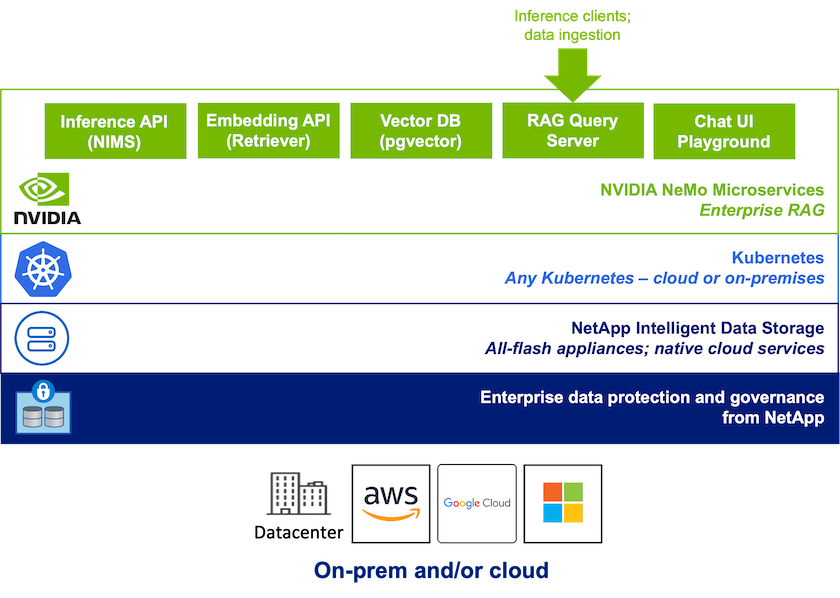 Inference clients;
data ingestion
Inference API
(NIMS)
Embedding API
(Retriever)
Vector DB
(pgvector)
RAG Query
Server
Chat UI
Playground
NVIDIA
NVIDIA NeMo Microservices
Enterprise RAG
Kubernetes
Any Kubernetes – cloud or on-premises
NetApp Intelligent Data Storage
All-flash appliances; native cloud services
Enterprise data protection and governance
from NetApp
Datacenter
aws
Google Cloud
On-prem and/or cloud